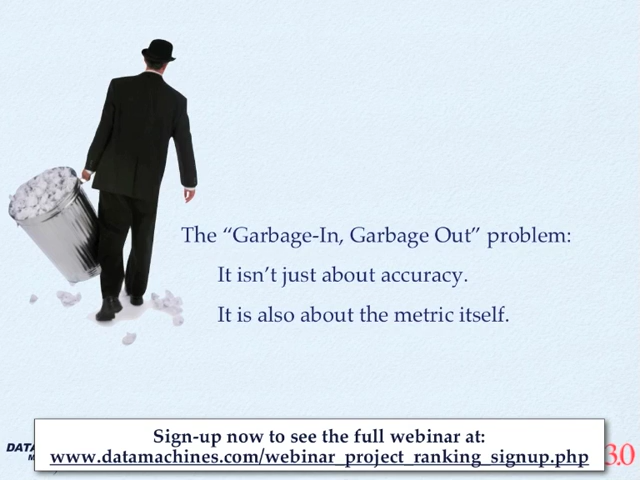 The “Garbage-In, Garbage Out” problem:
It isn’t just about accuracy.
It is also about the metric itself.
Sign-up now to see the full webinar at:
www.datamachines.com/webinar_project_ranking_signup.php
DATA
3.0